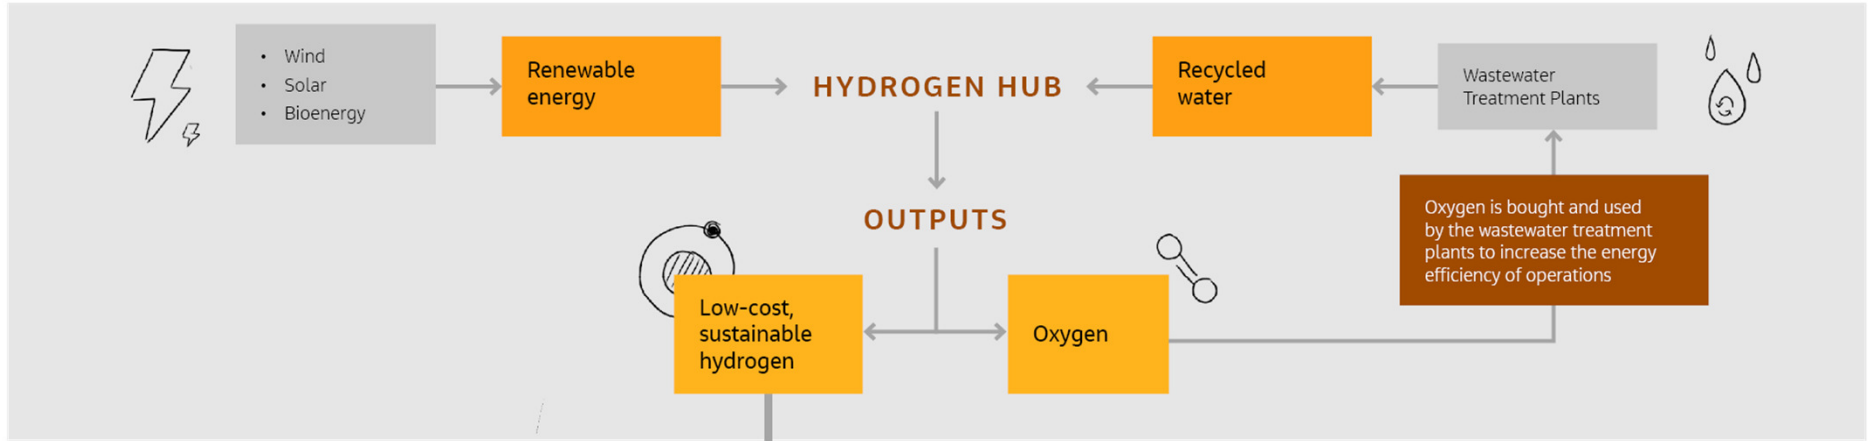 • Wind
• Solar
• Bioenergy
Renewable
energy
HYDROGEN HUB
Recycled
water
Wastewater
Treatment Plants
OUTPUTS
Oxygen is bought and used
by the wastewater treatment
plants to increase the energy
efficiency of operations
Low-cost,
sustainable
hydrogen
Oxygen